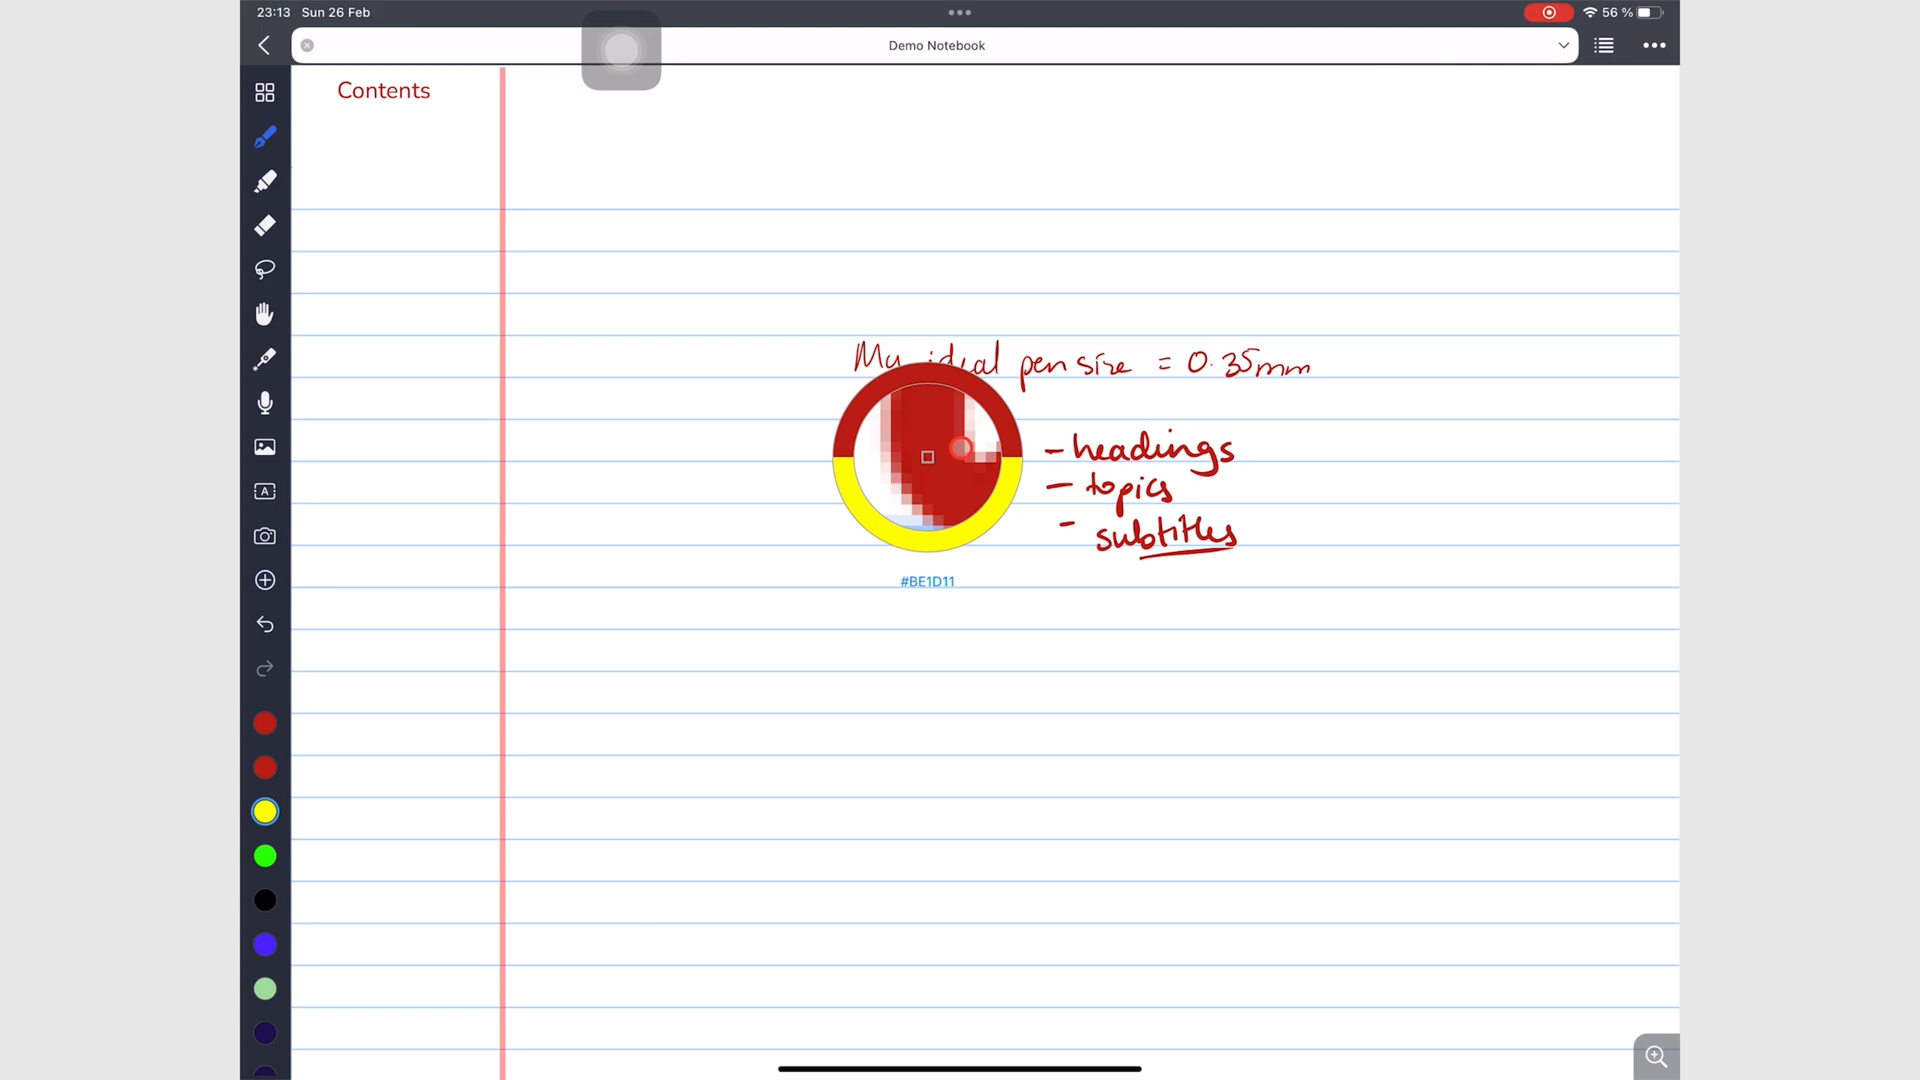 23:13 Sun 26 Feb
56 %
Demo Notebook
Contents
My ideal pen size = 0.35mm
- headings
- topics
- subtitles
#BE1D11
A